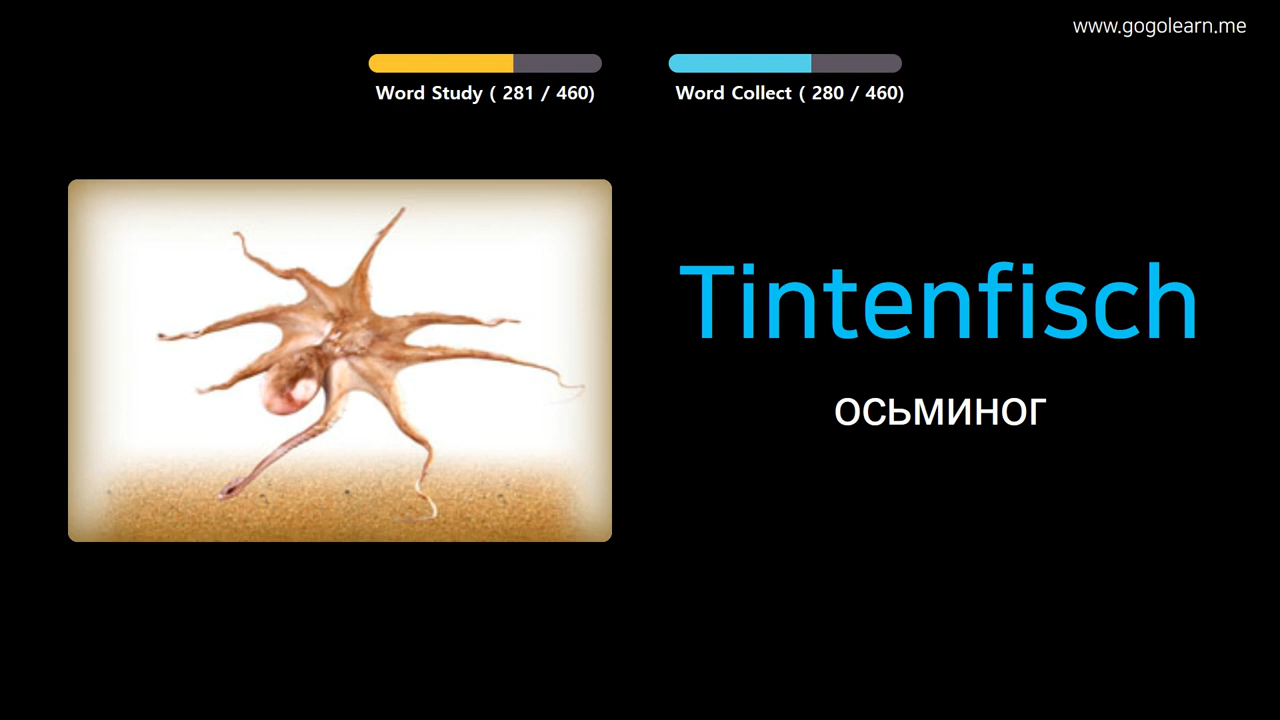 www.gogolearn.me
Word Study ( 281 / 460)
Word Collect ( 280 / 460)
Tintenfisch
осьминог